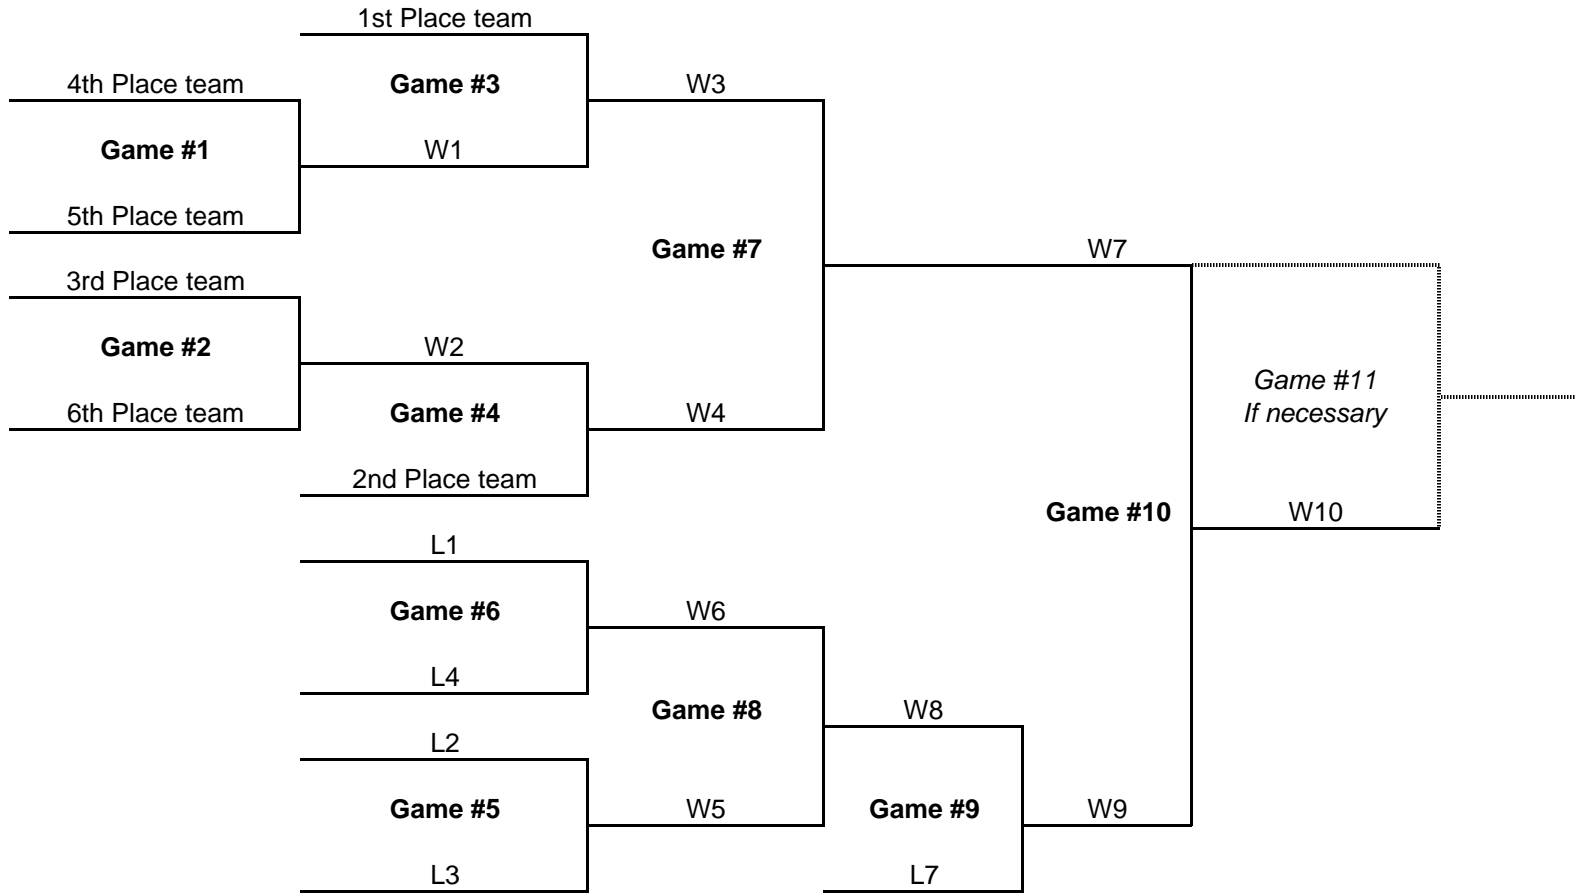 1st Place team
4th Place team
Game #3
W3
Game #1
W1
5th Place team
Game #7
W7
3rd Place team
Game #2
W2
Game #11
If necessary
6th Place team
Game #4
W4
2nd Place team
Game #10
W10
L1
Game #6
W6
L4
Game #8
W8
L2
Game #5
W5
Game #9
W9
L3
L7